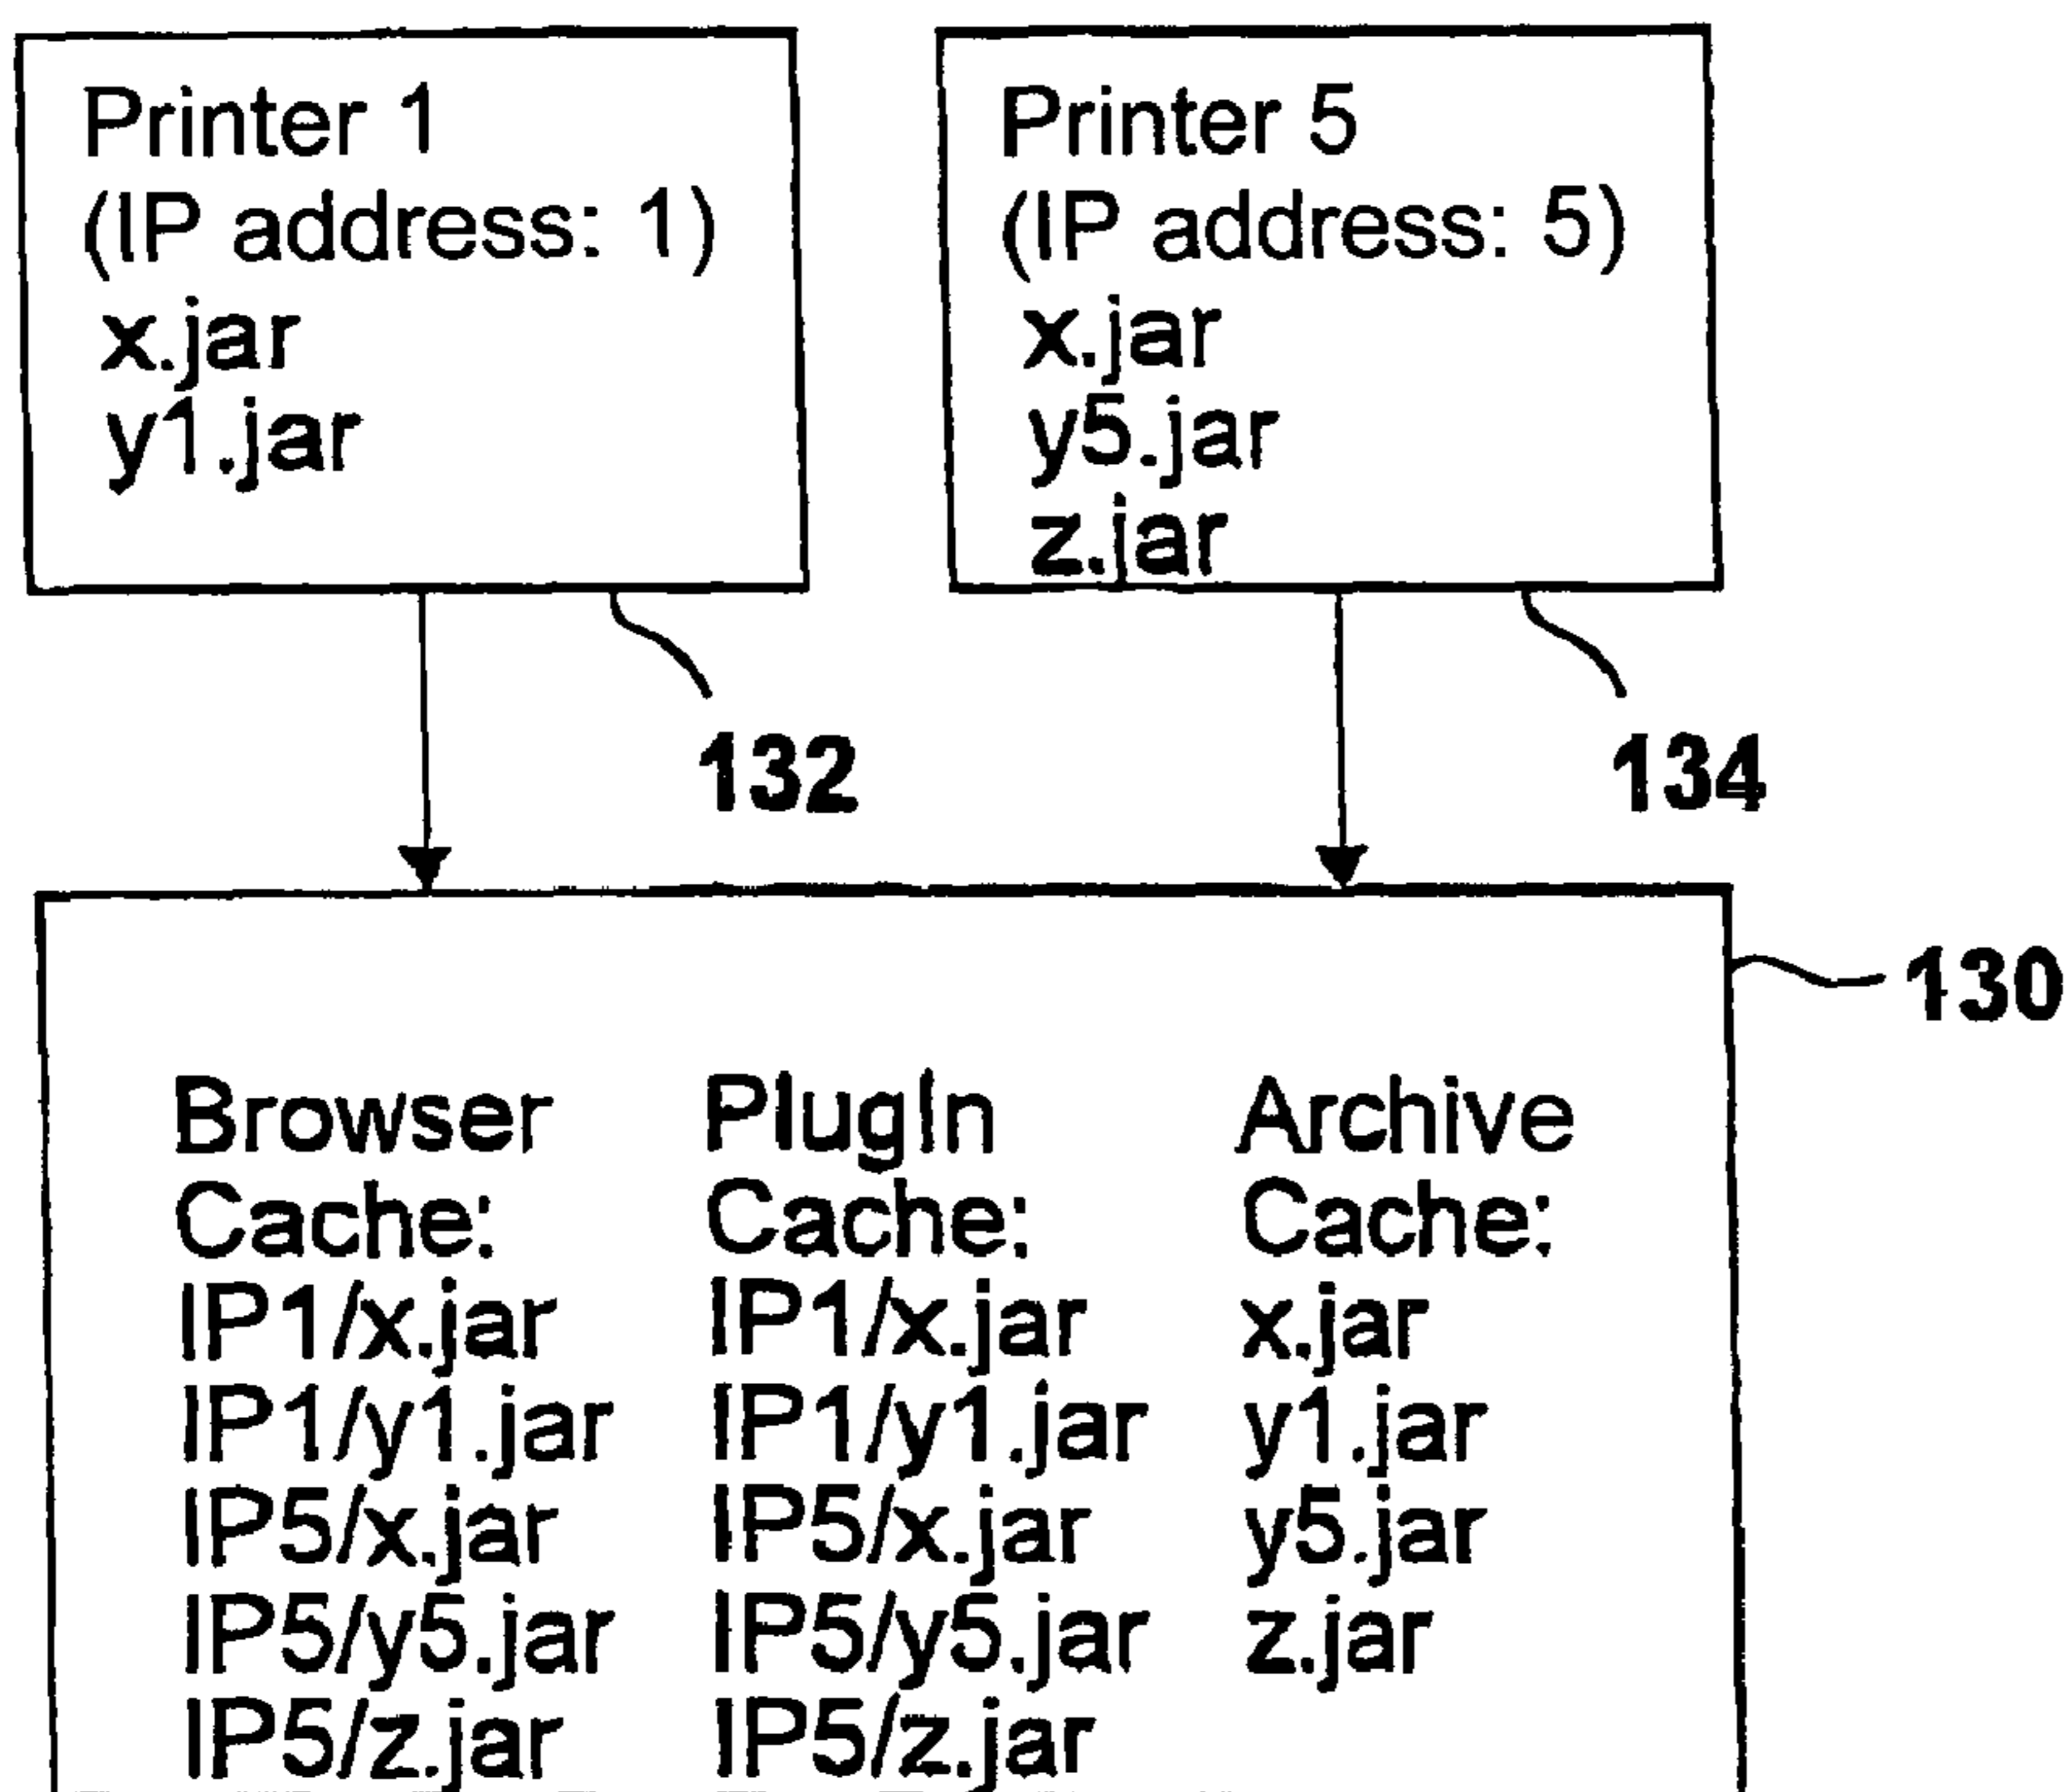 Printer 1
(IP address: 1)
x.jar
y1.jar
Printer 5
(IP address: 5)
x.jar
y5.jar
z.jar
132
134
130
Browser
Cache:
IP1/x.jar
IP1/y1.jar
IP5/x.jar
IP5/y5.jar
IP5/z.jar
PlugIn
Cache:
IP1/x.jar
IP1/y1.jar
IP5/x.jar
IP5/y5.jar
IP5/z.jar
Archive
Cache:
x.jar
y1.jar
y5.jar
z.jar